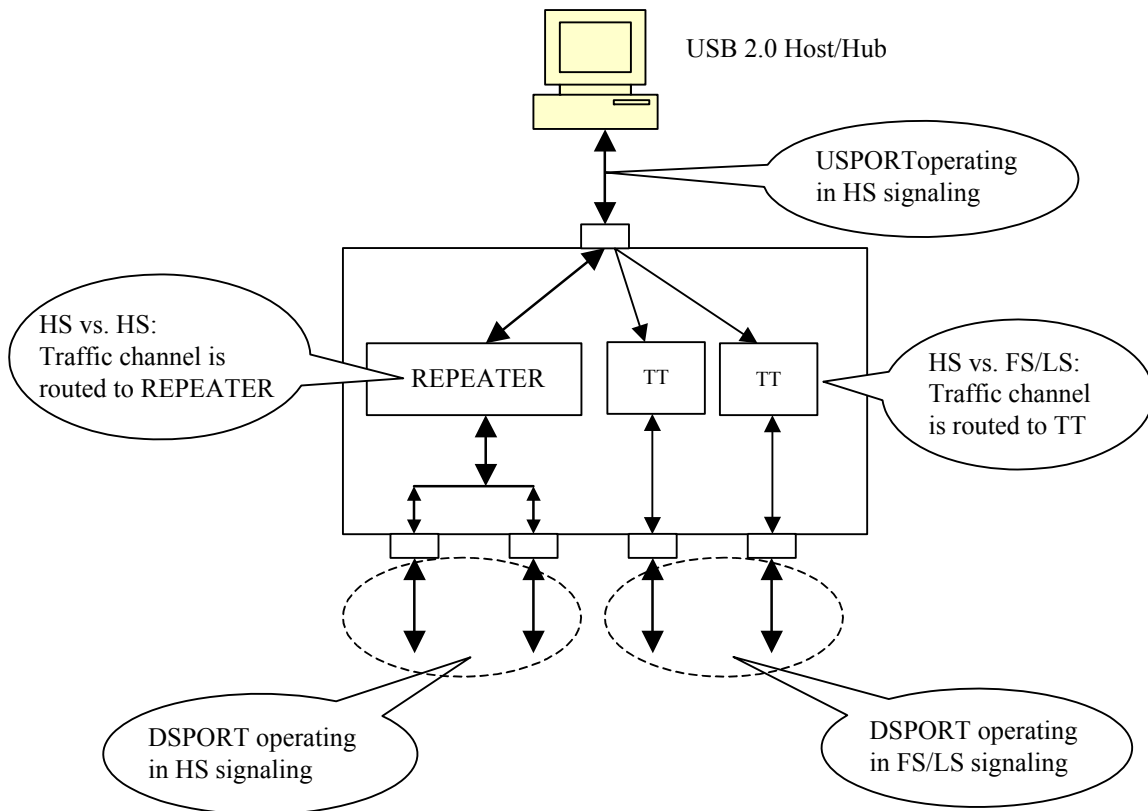 USB 2.0 Host/Hub
USPORToperating
in HS signaling
HS vs. HS:
Traffic channel is
routed to REPEATER
REPEATER
TT
TT
HS vs. FS/LS:
Traffic channel
is routed to TT
DSPORT operating
in HS signaling
DSPORT operating
in FS/LS signaling